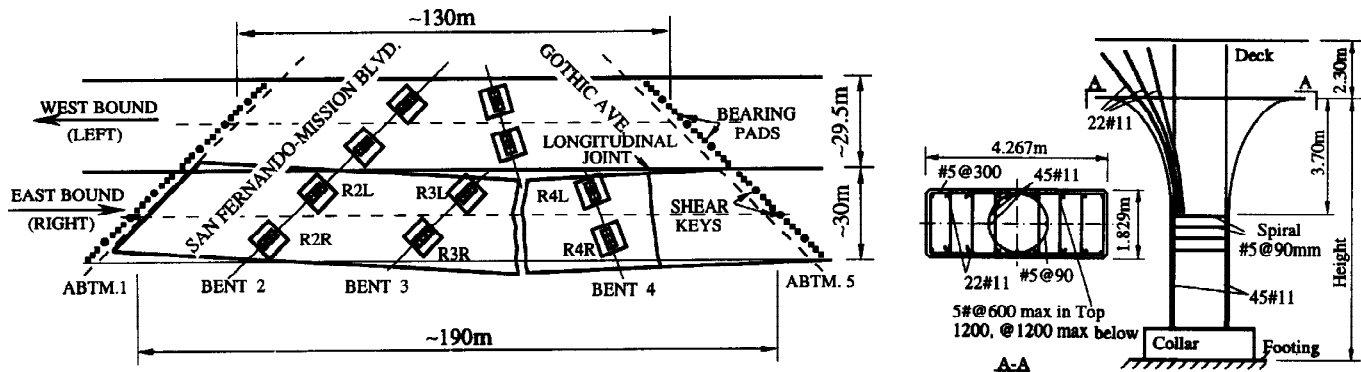 ~130m
SAN FERNANDO-MISSION BLVD.
GOTHIC AVE
WEST BOUND
(LEFT)
BEARING
PADS
~29.5m
LONGITUDINAL
JOINT
EAST BOUND
(RIGHT)
R2L
R3L
R4L
SHEAR
KEYS
~30m
R2R
R3R
R4R
ABTM.1
BENT 2
BENT 3
BENT 4
ABTM. 5
~190m
4.267m
#5@300
45#11
1.829m
22#11
#5@90
5#@600 max in Top
1200, @1200 max below
A-A
Deck
2.30m
A
A
22#11
3.70m
Spiral
#5@90mm
Height
45#11
Collar
Footing